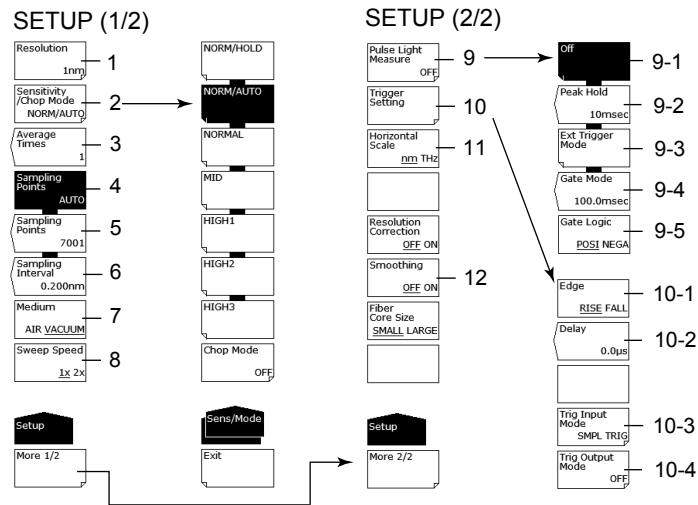 SETUP (1/2)
Resolution
1nm
1
Sensitivity
/Chop Mode
NORM/AUTO
2
Average
Times
1
3
Sampling
Points
AUTO
4
Sampling
Points
7001
5
Sampling
Interval
0.200nm
6
Medium
AIR VACUUM
7
Sweep Speed
1x 2x
8
Setup
More 1/2
NORM/HOLD
NORM/AUTO
NORMAL
MID
HIGH1
HIGH2
HIGH3
Chop Mode
OFF
Sens/Mode
Exit
SETUP (2/2)
Pulse Light
Measure
OFF
9
Trigger
Setting
10
Horizontal
Scale
nm THz
11
Resolution
Correction
OFF ON
Smoothing
OFF ON
12
Fiber
Core Size
SMALL LARGE
Setup
More 2/2
Off
9-1
Peak Hold
10msec
9-2
Ext Trigger
Mode
9-3
Gate Mode
100.0msec
9-4
Gate Logic
POSI NEGA
9-5
Edge
RISE FALL
10-1
Delay
0.0µs
10-2
Trig Input
Mode
SMPL TRIG
10-3
Trig Output
Mode
OFF
10-4